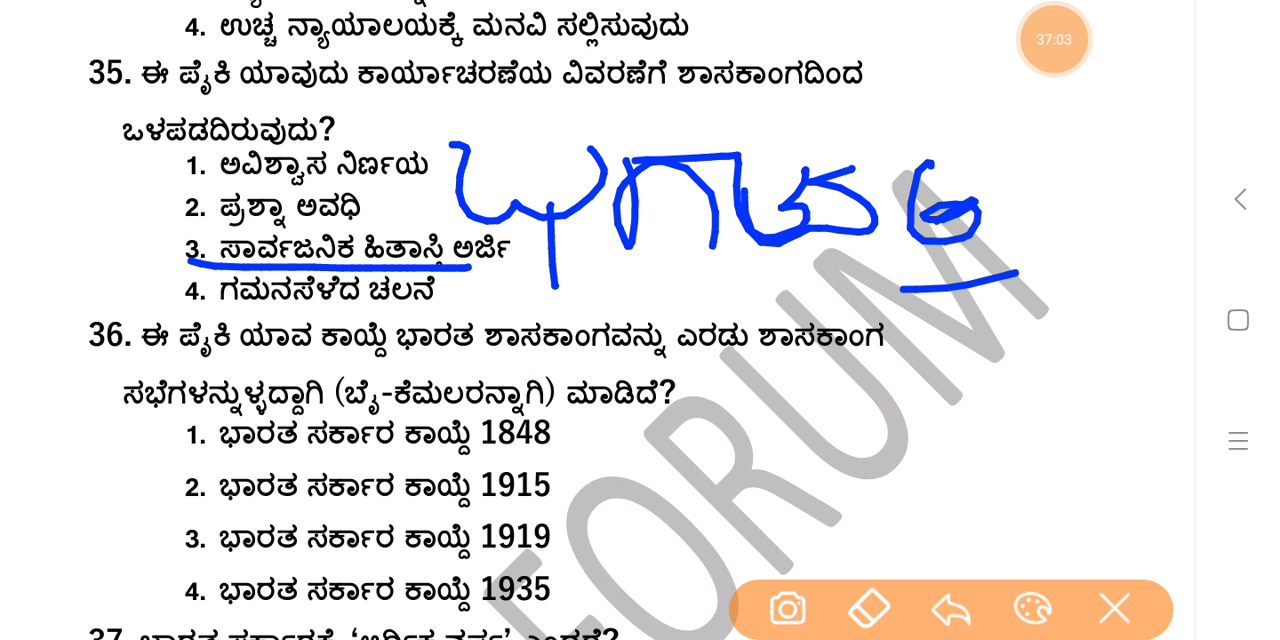 4. ಉಚ್ಚ ನ್ಯಾಯಾಲಯಕ್ಕೆ ಮನವಿ ಸಲ್ಲಿಸುವುದು
37:03
35. ಈ ಪೈಕಿ ಯಾವುದು ಕಾರ್ಯಾಚರಣೆಯ ವಿವರಣೆಗೆ ಶಾಸಕಾಂಗದಿಂದ
ಒಳಪಡದಿರುವುದು?
1. ಅವಿಶ್ವಾಸ ನಿರ್ಣಯ
2. ಪ್ರಶ್ನಾ ಅವಧಿ
3. ಸಾರ್ವಜನಿಕ ಹಿತಾಸ್ತಿ ಅರ್ಜಿ
4. ಗಮನಸೆಳೆದ ಚಲನೆ
36. ಈ ಪೈಕಿ ಯಾವ ಕಾಯ್ದೆ ಭಾರತ ಶಾಸಕಾಂಗವನ್ನು ಎರಡು ಶಾಸಕಾಂಗ
ಸಭೆಗಳನ್ನುಳ್ಳದ್ದಾಗಿ (ಬೈ-ಕೆಮಲರನ್ನಾಗಿ) ಮಾಡಿದೆ?
1. ಭಾರತ ಸರ್ಕಾರ ಕಾಯ್ದೆ 1848
2. ಭಾರತ ಸರ್ಕಾರ ಕಾಯ್ದೆ 1915
3. ಭಾರತ ಸರ್ಕಾರ ಕಾಯ್ದೆ 1919
4. ಭಾರತ ಸರ್ಕಾರ ಕಾಯ್ದೆ 1935
FORUM